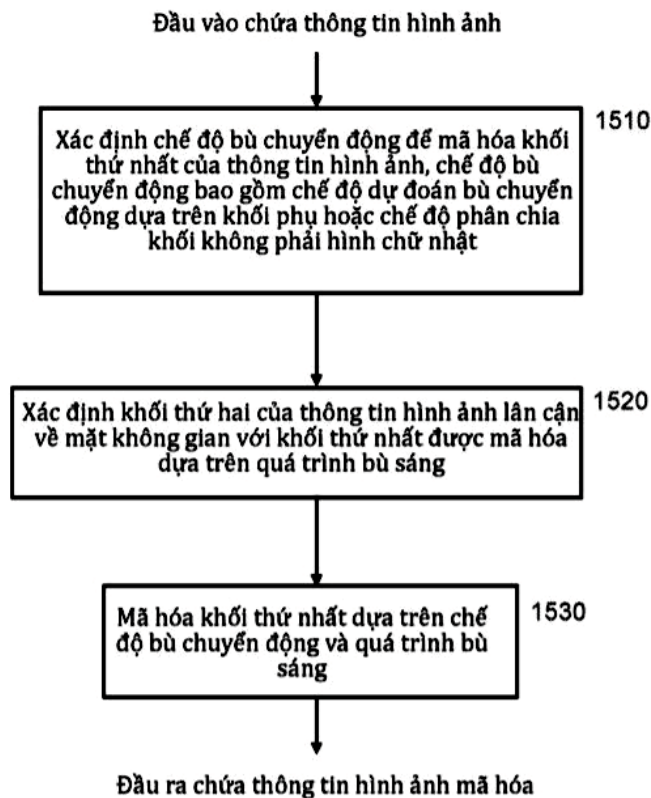 Đầu vào chứa thông tin hình ảnh
1510
Xác định chế độ bù chuyển động để mã hóa khối
thứ nhất của thông tin hình ảnh, chế độ bù
chuyển động bao gồm chế độ dự đoán bù chuyển
động dựa trên khối phụ hoặc chế độ phân chia
khối không phải hình chữ nhật
1520
Xác định khối thứ hai của thông tin hình ảnh lân cận
về mặt không gian với khối thứ nhất được mã hóa
dựa trên quá trình bù sáng
1530
Mã hóa khối thứ nhất dựa trên chế
độ bù chuyển động và quá trình bù
sáng
Đầu ra chứa thông tin hình ảnh mã hóa